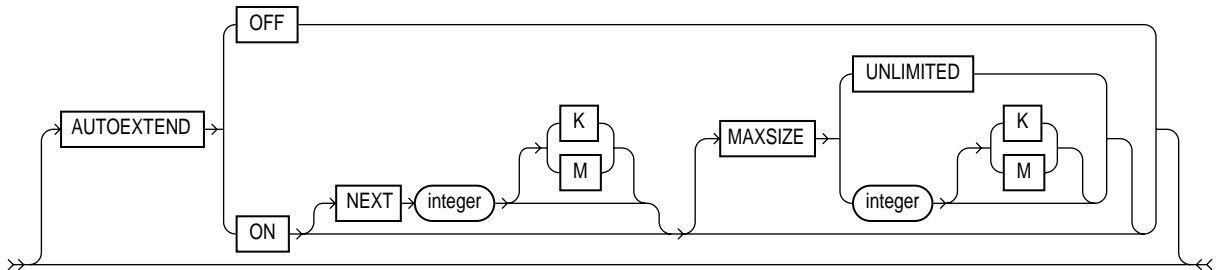 OFF
UNLIMITED
AUTOEXTEND
K
MAXSIZE
K
M
M
NEXT
integer
integer
ON